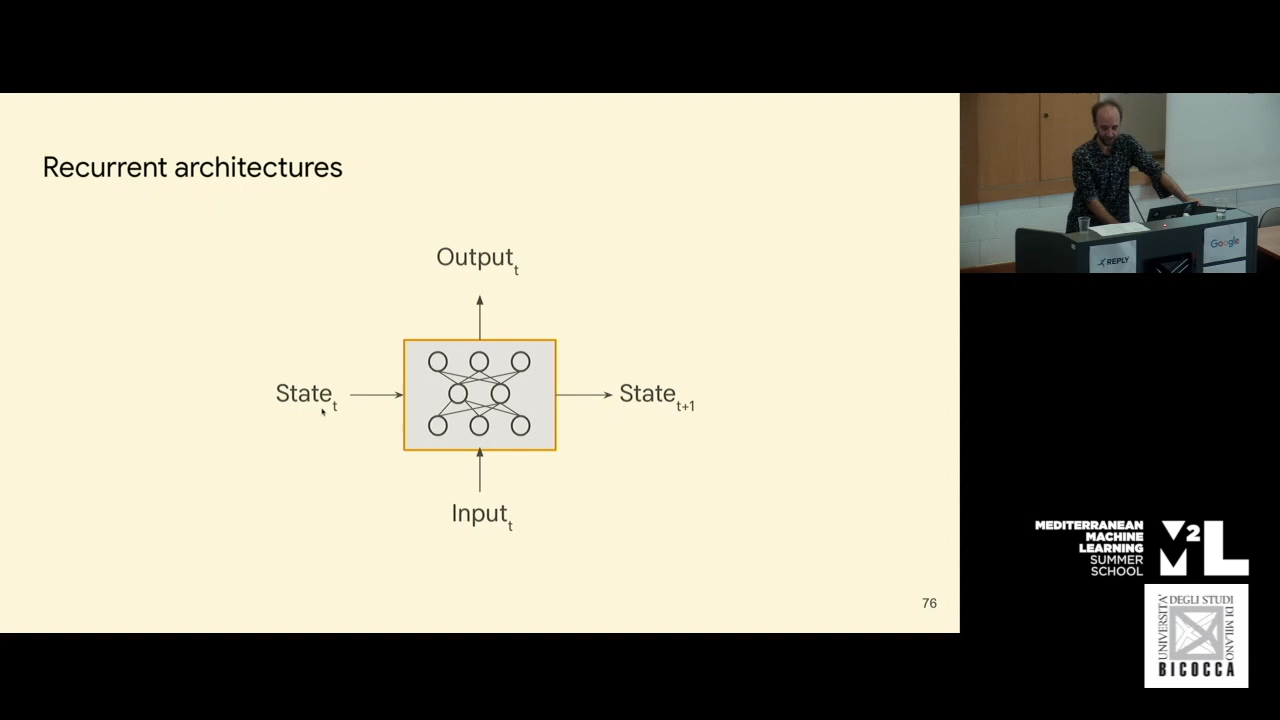 Recurrent architectures
Output_t
State_t
State_t+1
Input_t
76
REPLY
Google
MEDITERRANEAN
MACHINE
LEARNING
SUMMER
SCHOOL
M2L
UNIVERSITA'
DEGLI STUDI
DI MILANO
BICOCCA